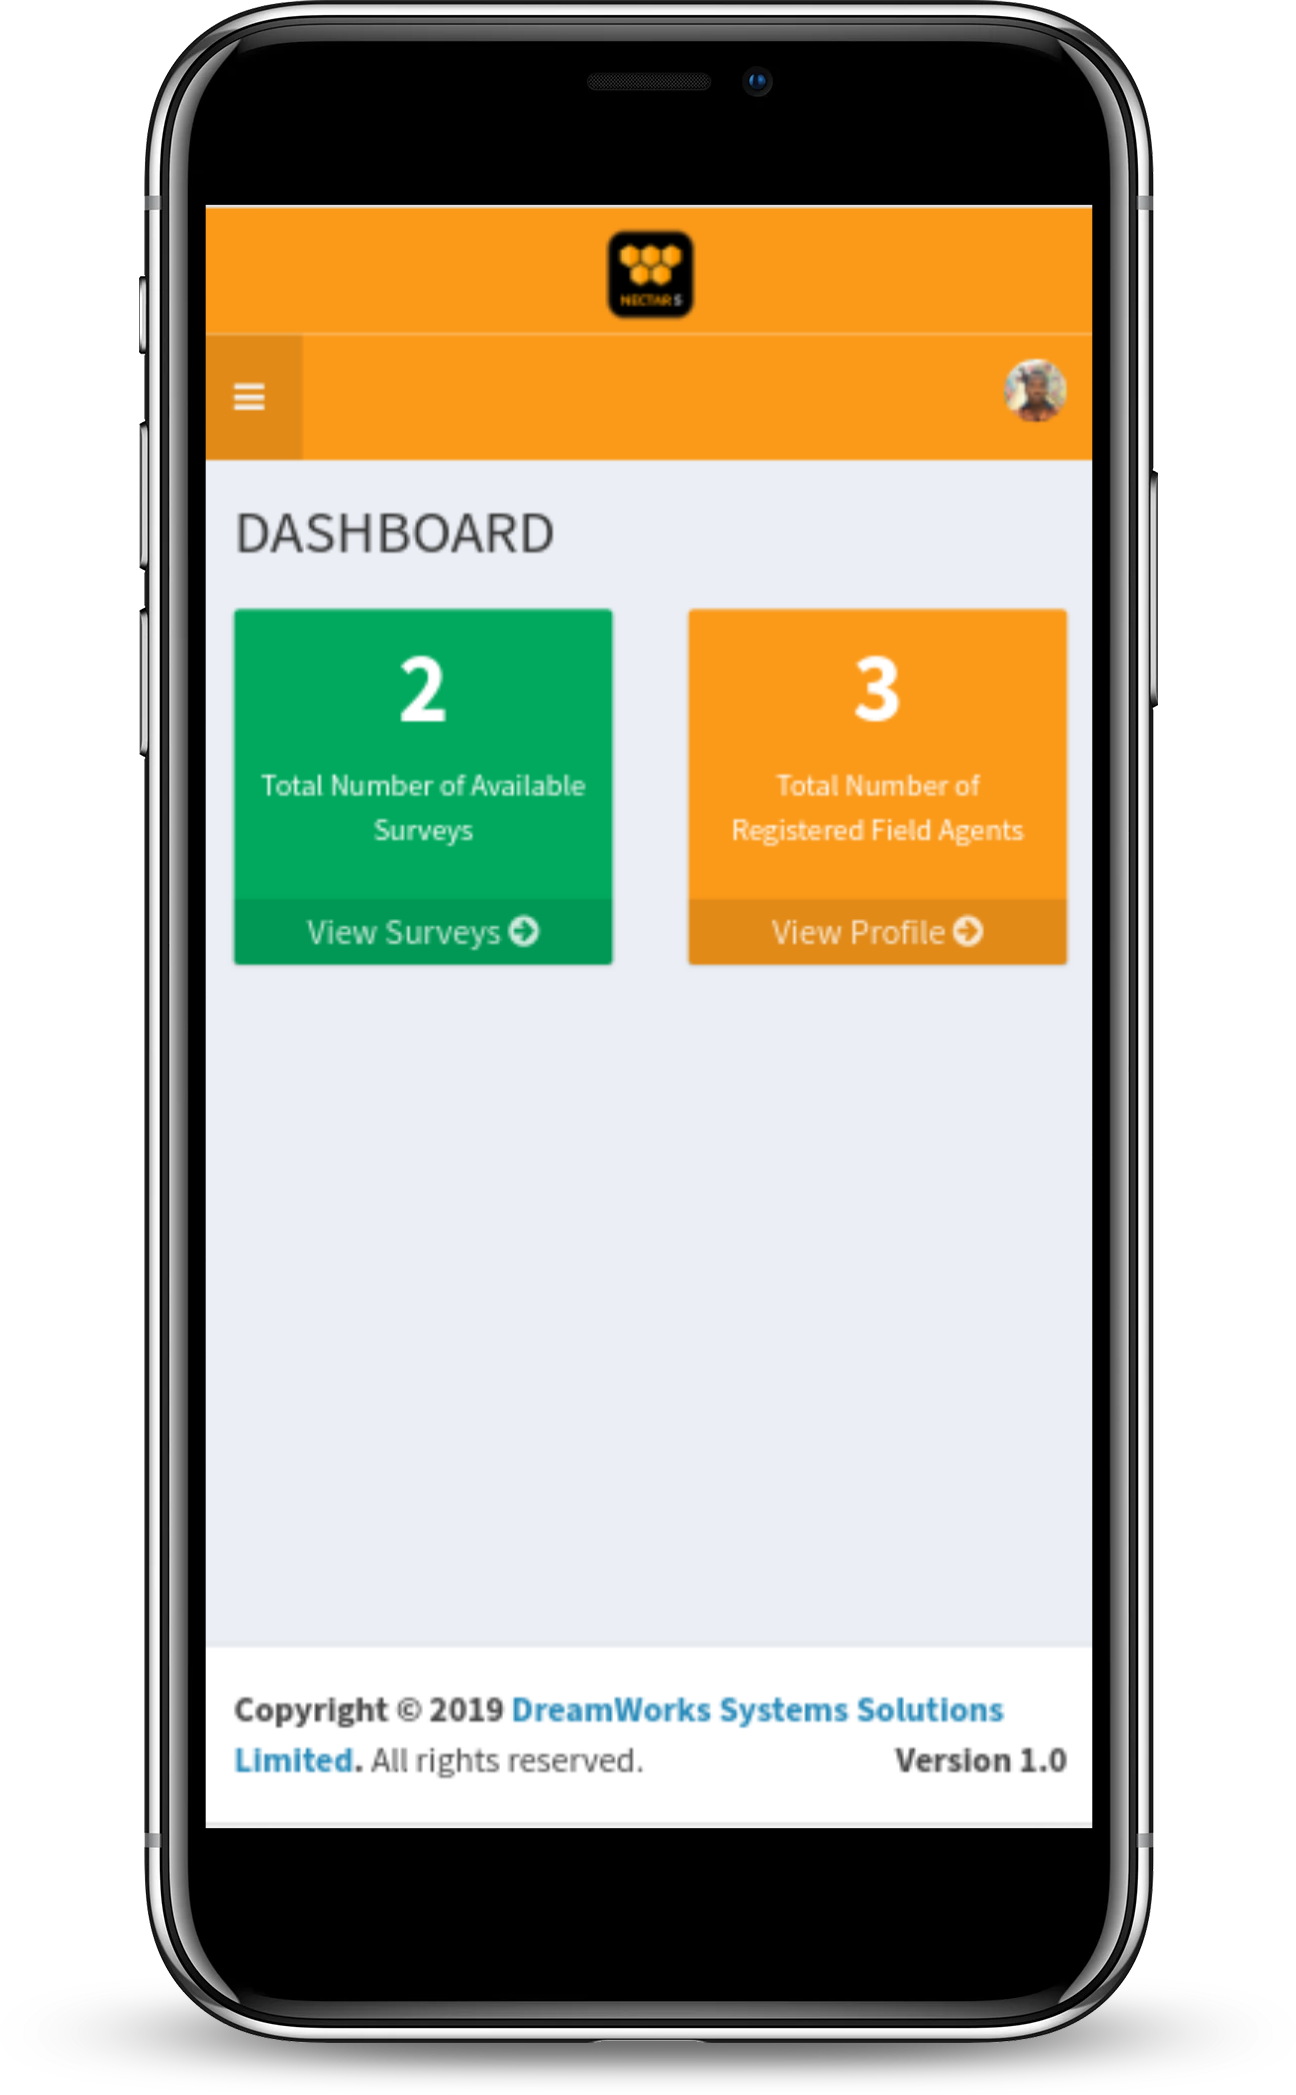 NECTAR S
DASHBOARD
2
Total Number of Available
Surveys
View Surveys
3
Total Number of
Registered Field Agents
View Profile
Copyright © 2019 DreamWorks Systems Solutions
Limited. All rights reserved.
Version 1.0